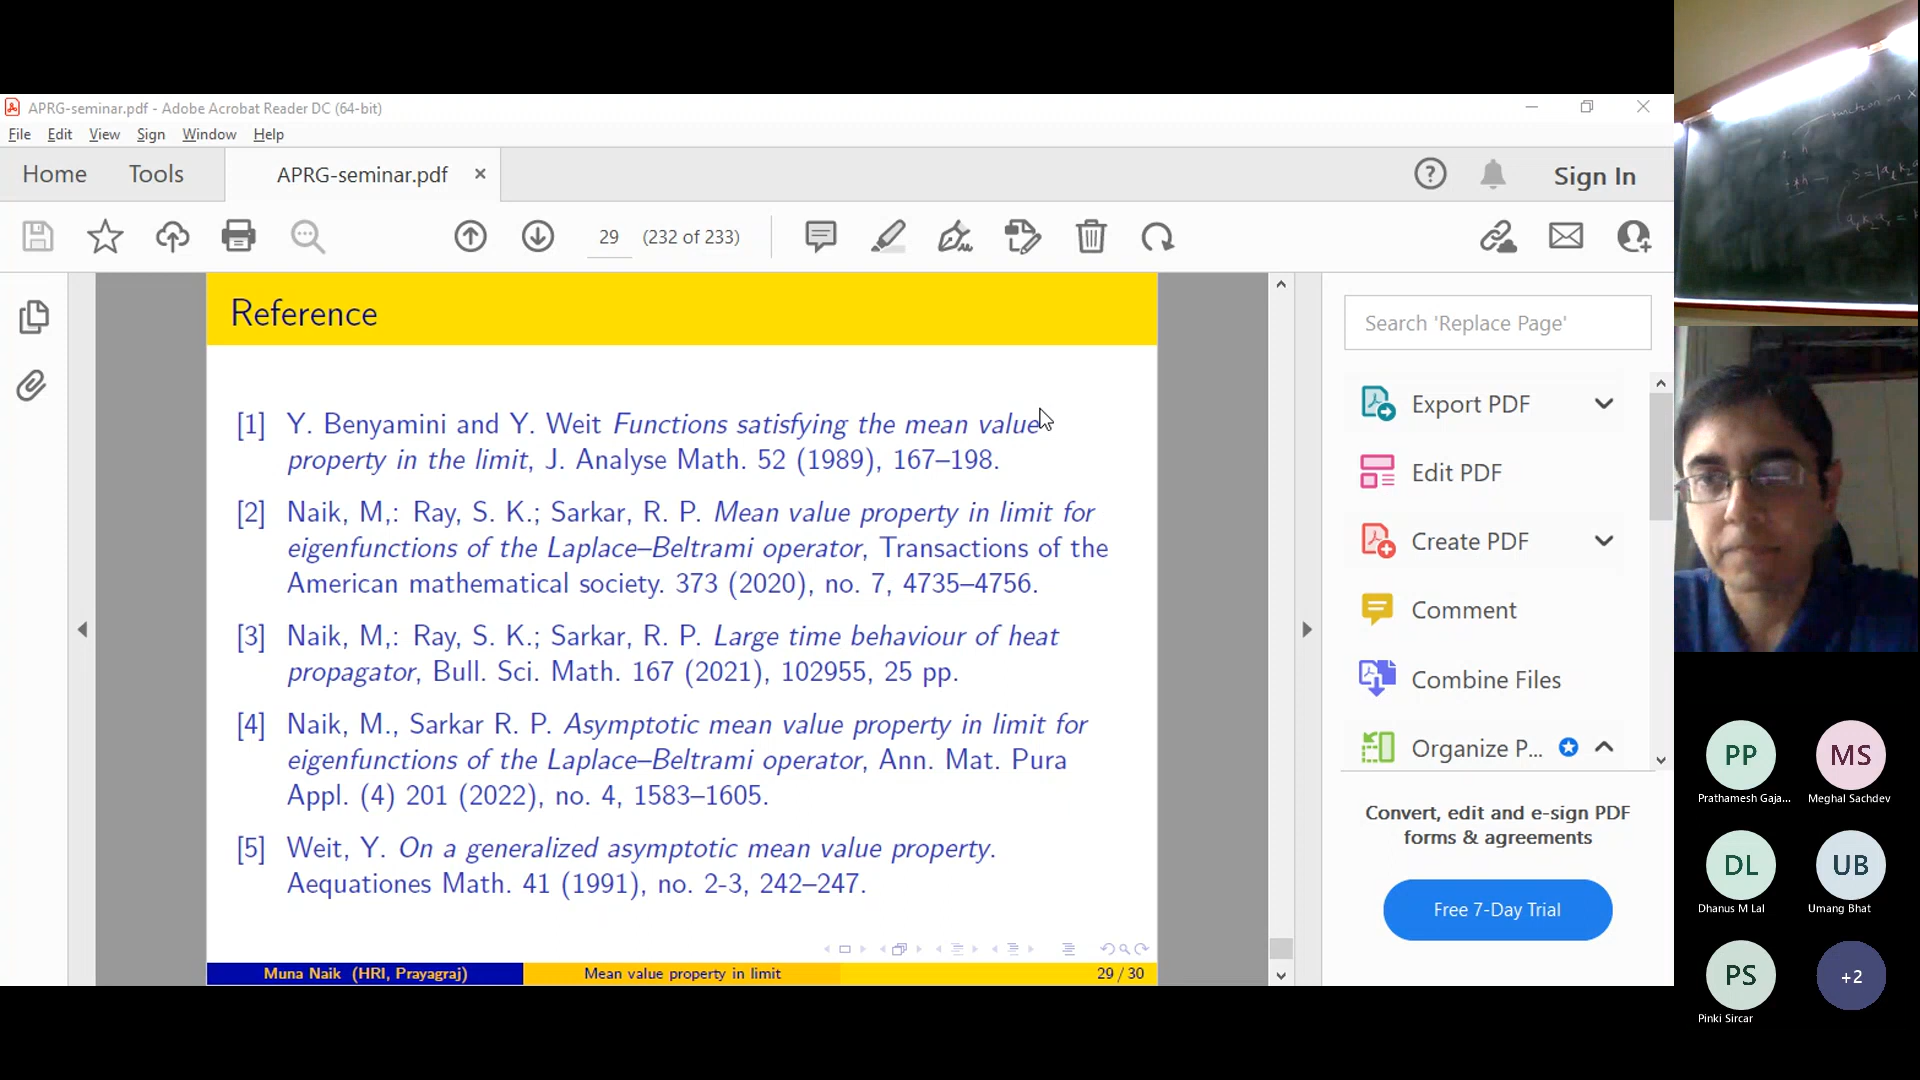 APRG-seminar.pdf - Adobe Acrobat Reader DC (64-bit)
File Edit View Sign Window Help
Home Tools APRG-seminar.pdf × Sign In
29 (232 of 233)
Reference
[1] Y. Benyamini and Y. Weit Functions satisfying the mean value
property in the limit, J. Analyse Math. 52 (1989), 167–198.
[2] Naik, M,: Ray, S. K.; Sarkar, R. P. Mean value property in limit for
eigenfunctions of the Laplace–Beltrami operator, Transactions of the
American mathematical society. 373 (2020), no. 7, 4735–4756.
[3] Naik, M,: Ray, S. K.; Sarkar, R. P. Large time behaviour of heat
propagator, Bull. Sci. Math. 167 (2021), 102955, 25 pp.
[4] Naik, M., Sarkar R. P. Asymptotic mean value property in limit for
eigenfunctions of the Laplace–Beltrami operator, Ann. Mat. Pura
Appl. (4) 201 (2022), no. 4, 1583–1605.
[5] Weit, Y. On a generalized asymptotic mean value property.
Aequationes Math. 41 (1991), no. 2-3, 242–247.
Muna Naik (HRI, Prayagraj) Mean value property in limit 29 / 30
Search 'Replace Page'
Export PDF
Edit PDF
Create PDF
Comment
Combine Files
Organize P...
Convert, edit and e-sign PDF
forms & agreements
Free 7-Day Trial
function on X
PP MS
Prathamesh Gaja... Meghal Sachdev
DL UB
Dhanus M Lal Umang Bhat
PS +2
Pinki Sircar